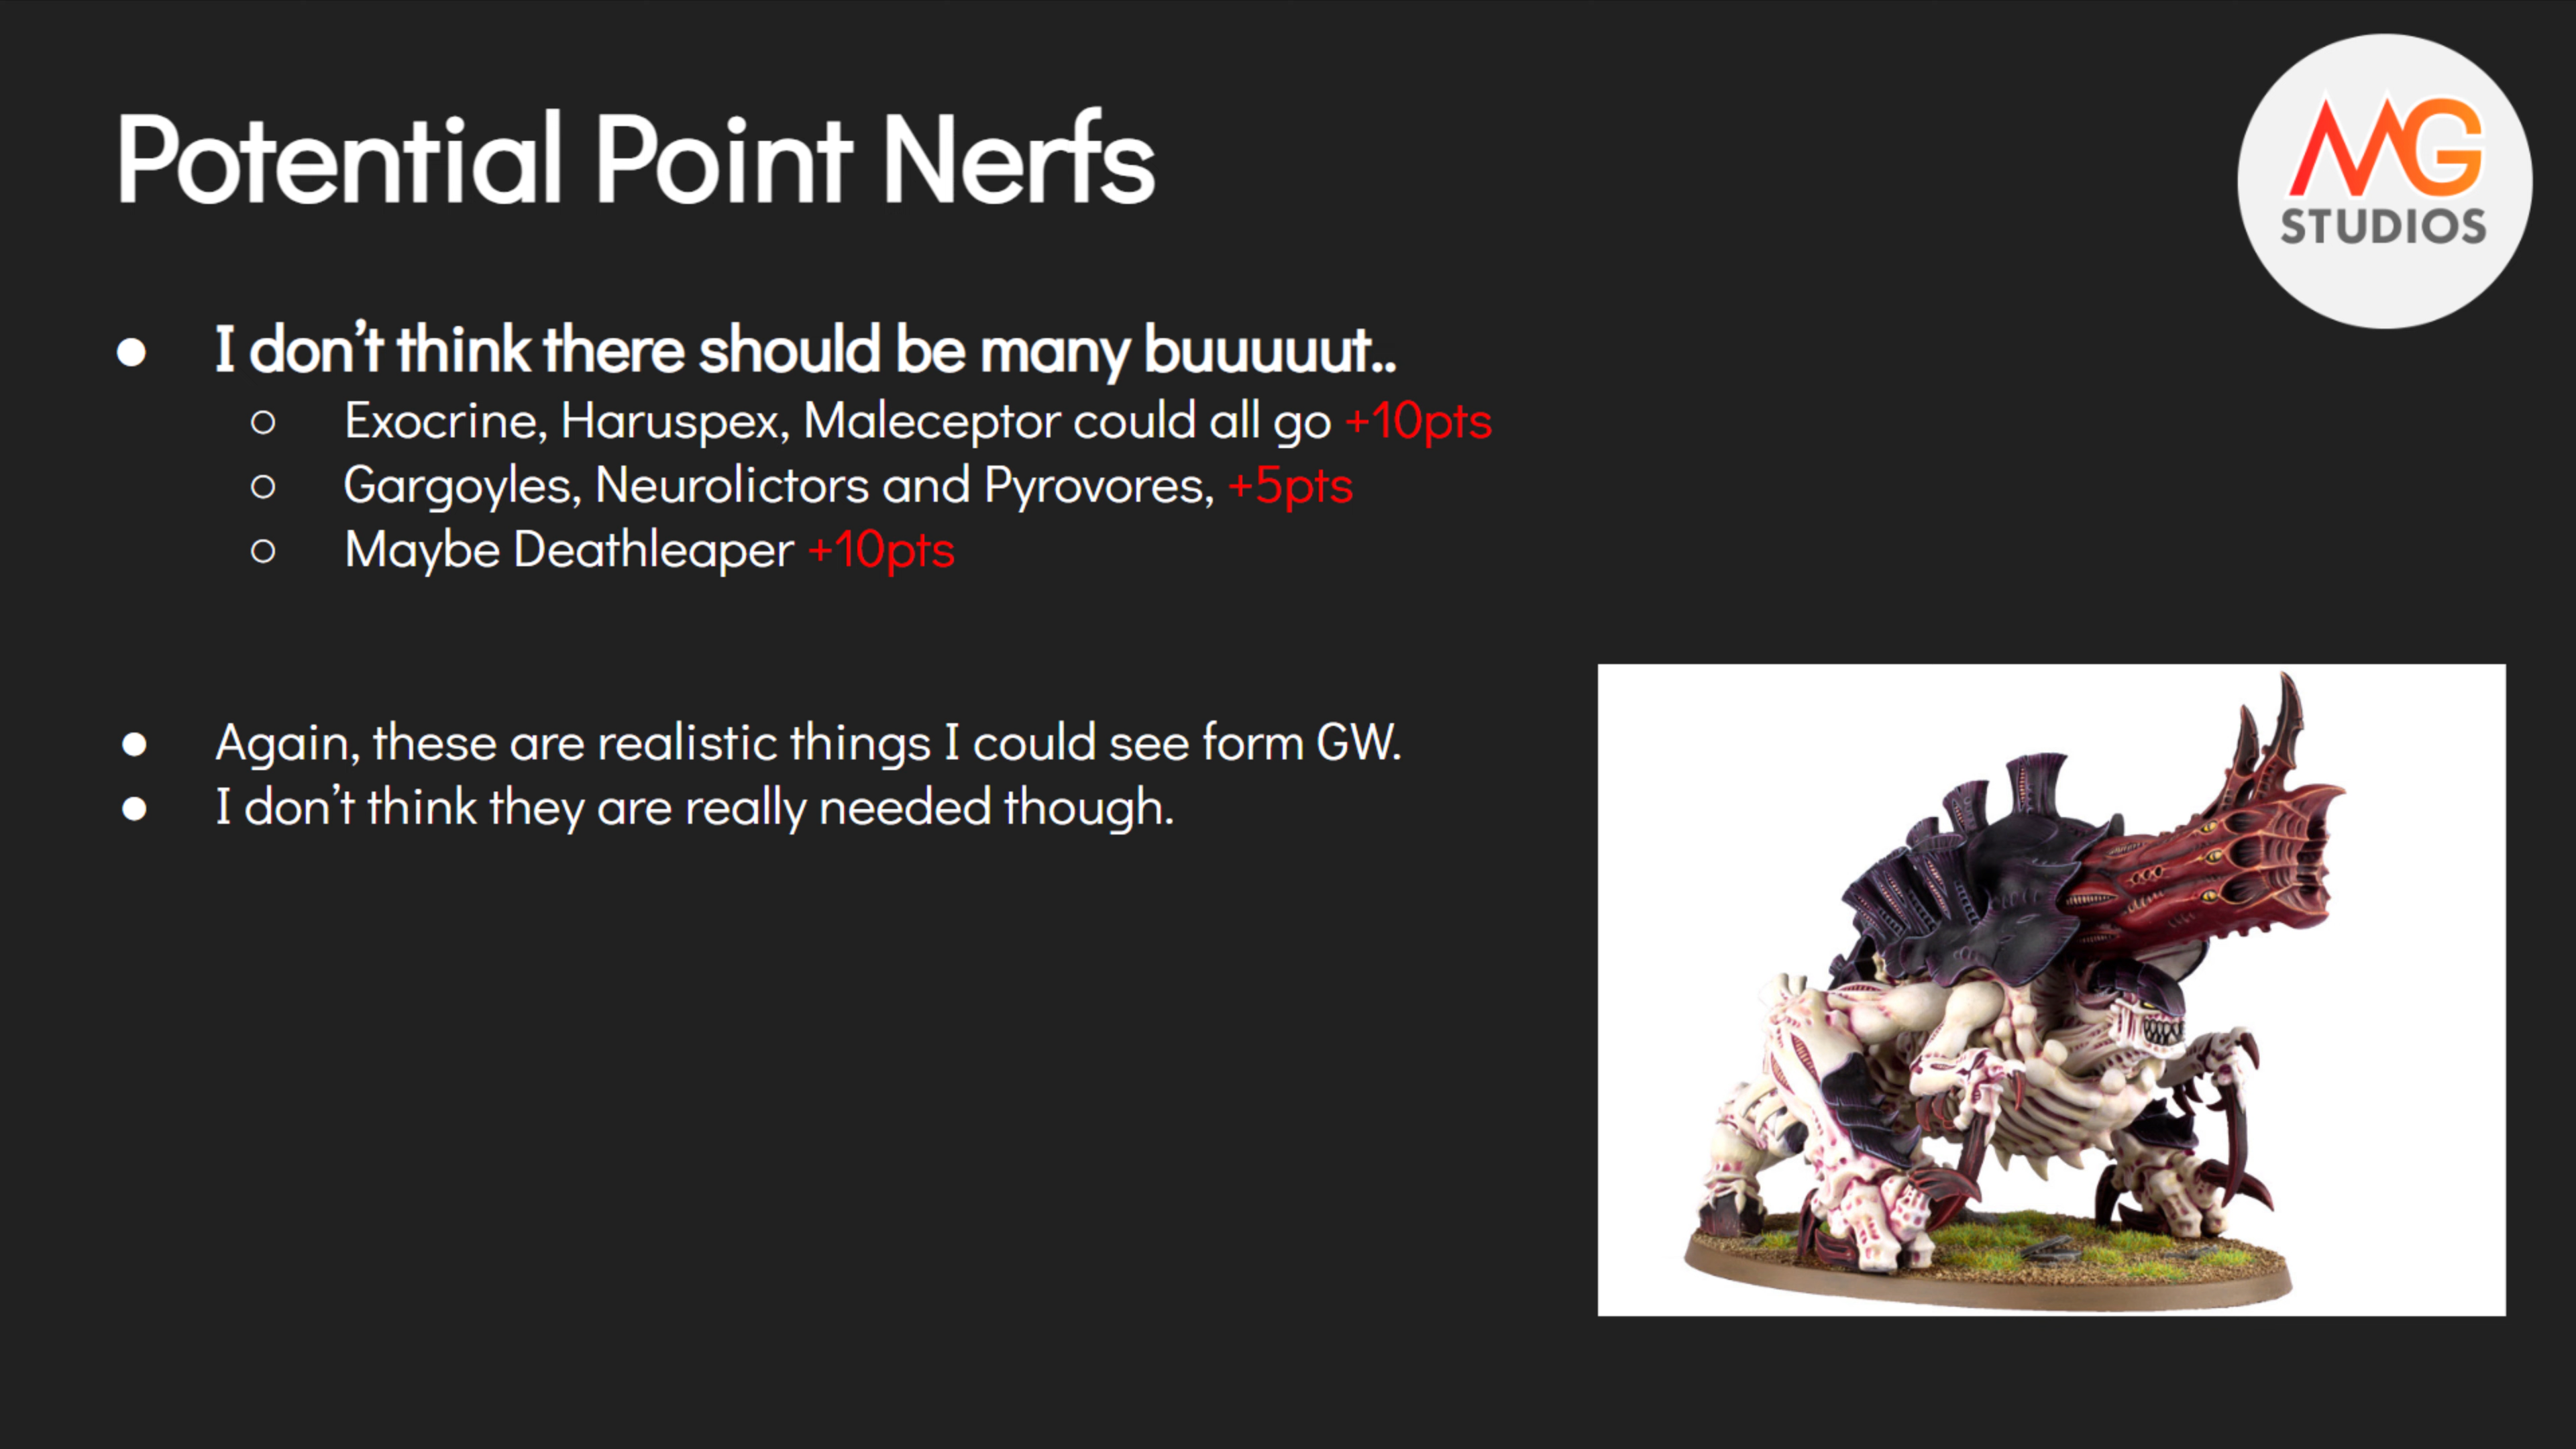 Potential Point Nerfs
MG
STUDIOS
● I don't think there should be many buuuuut..
○ Exocrine, Haruspex, Maleceptor could all go +10pts
○ Gargoyles, Neurolictors and Pyrovores, +5pts
○ Maybe Deathleaper +10pts
● Again, these are realistic things I could see form GW.
● I don't think they are really needed though.